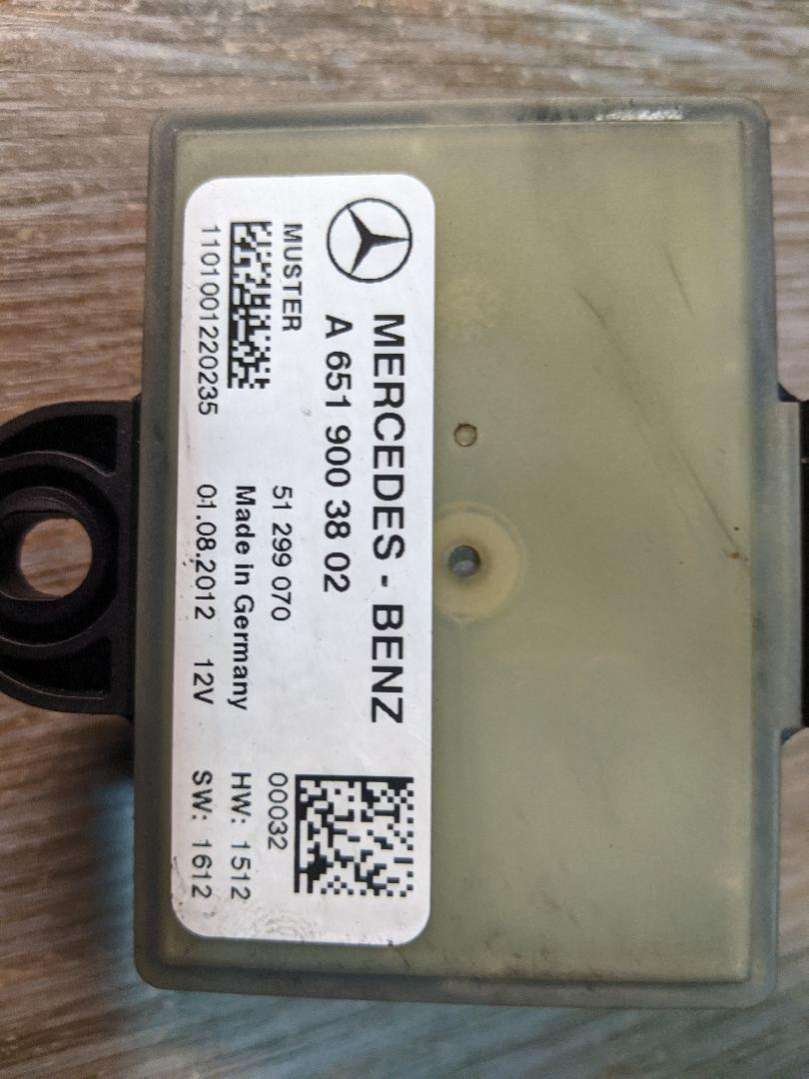 MERCEDES - BENZ
A 651 900 38 02
MUSTER
51 299 070
00032
Made in Germany
HW: 1512
1101001220235
01.08.2012 12V
SW: 1612